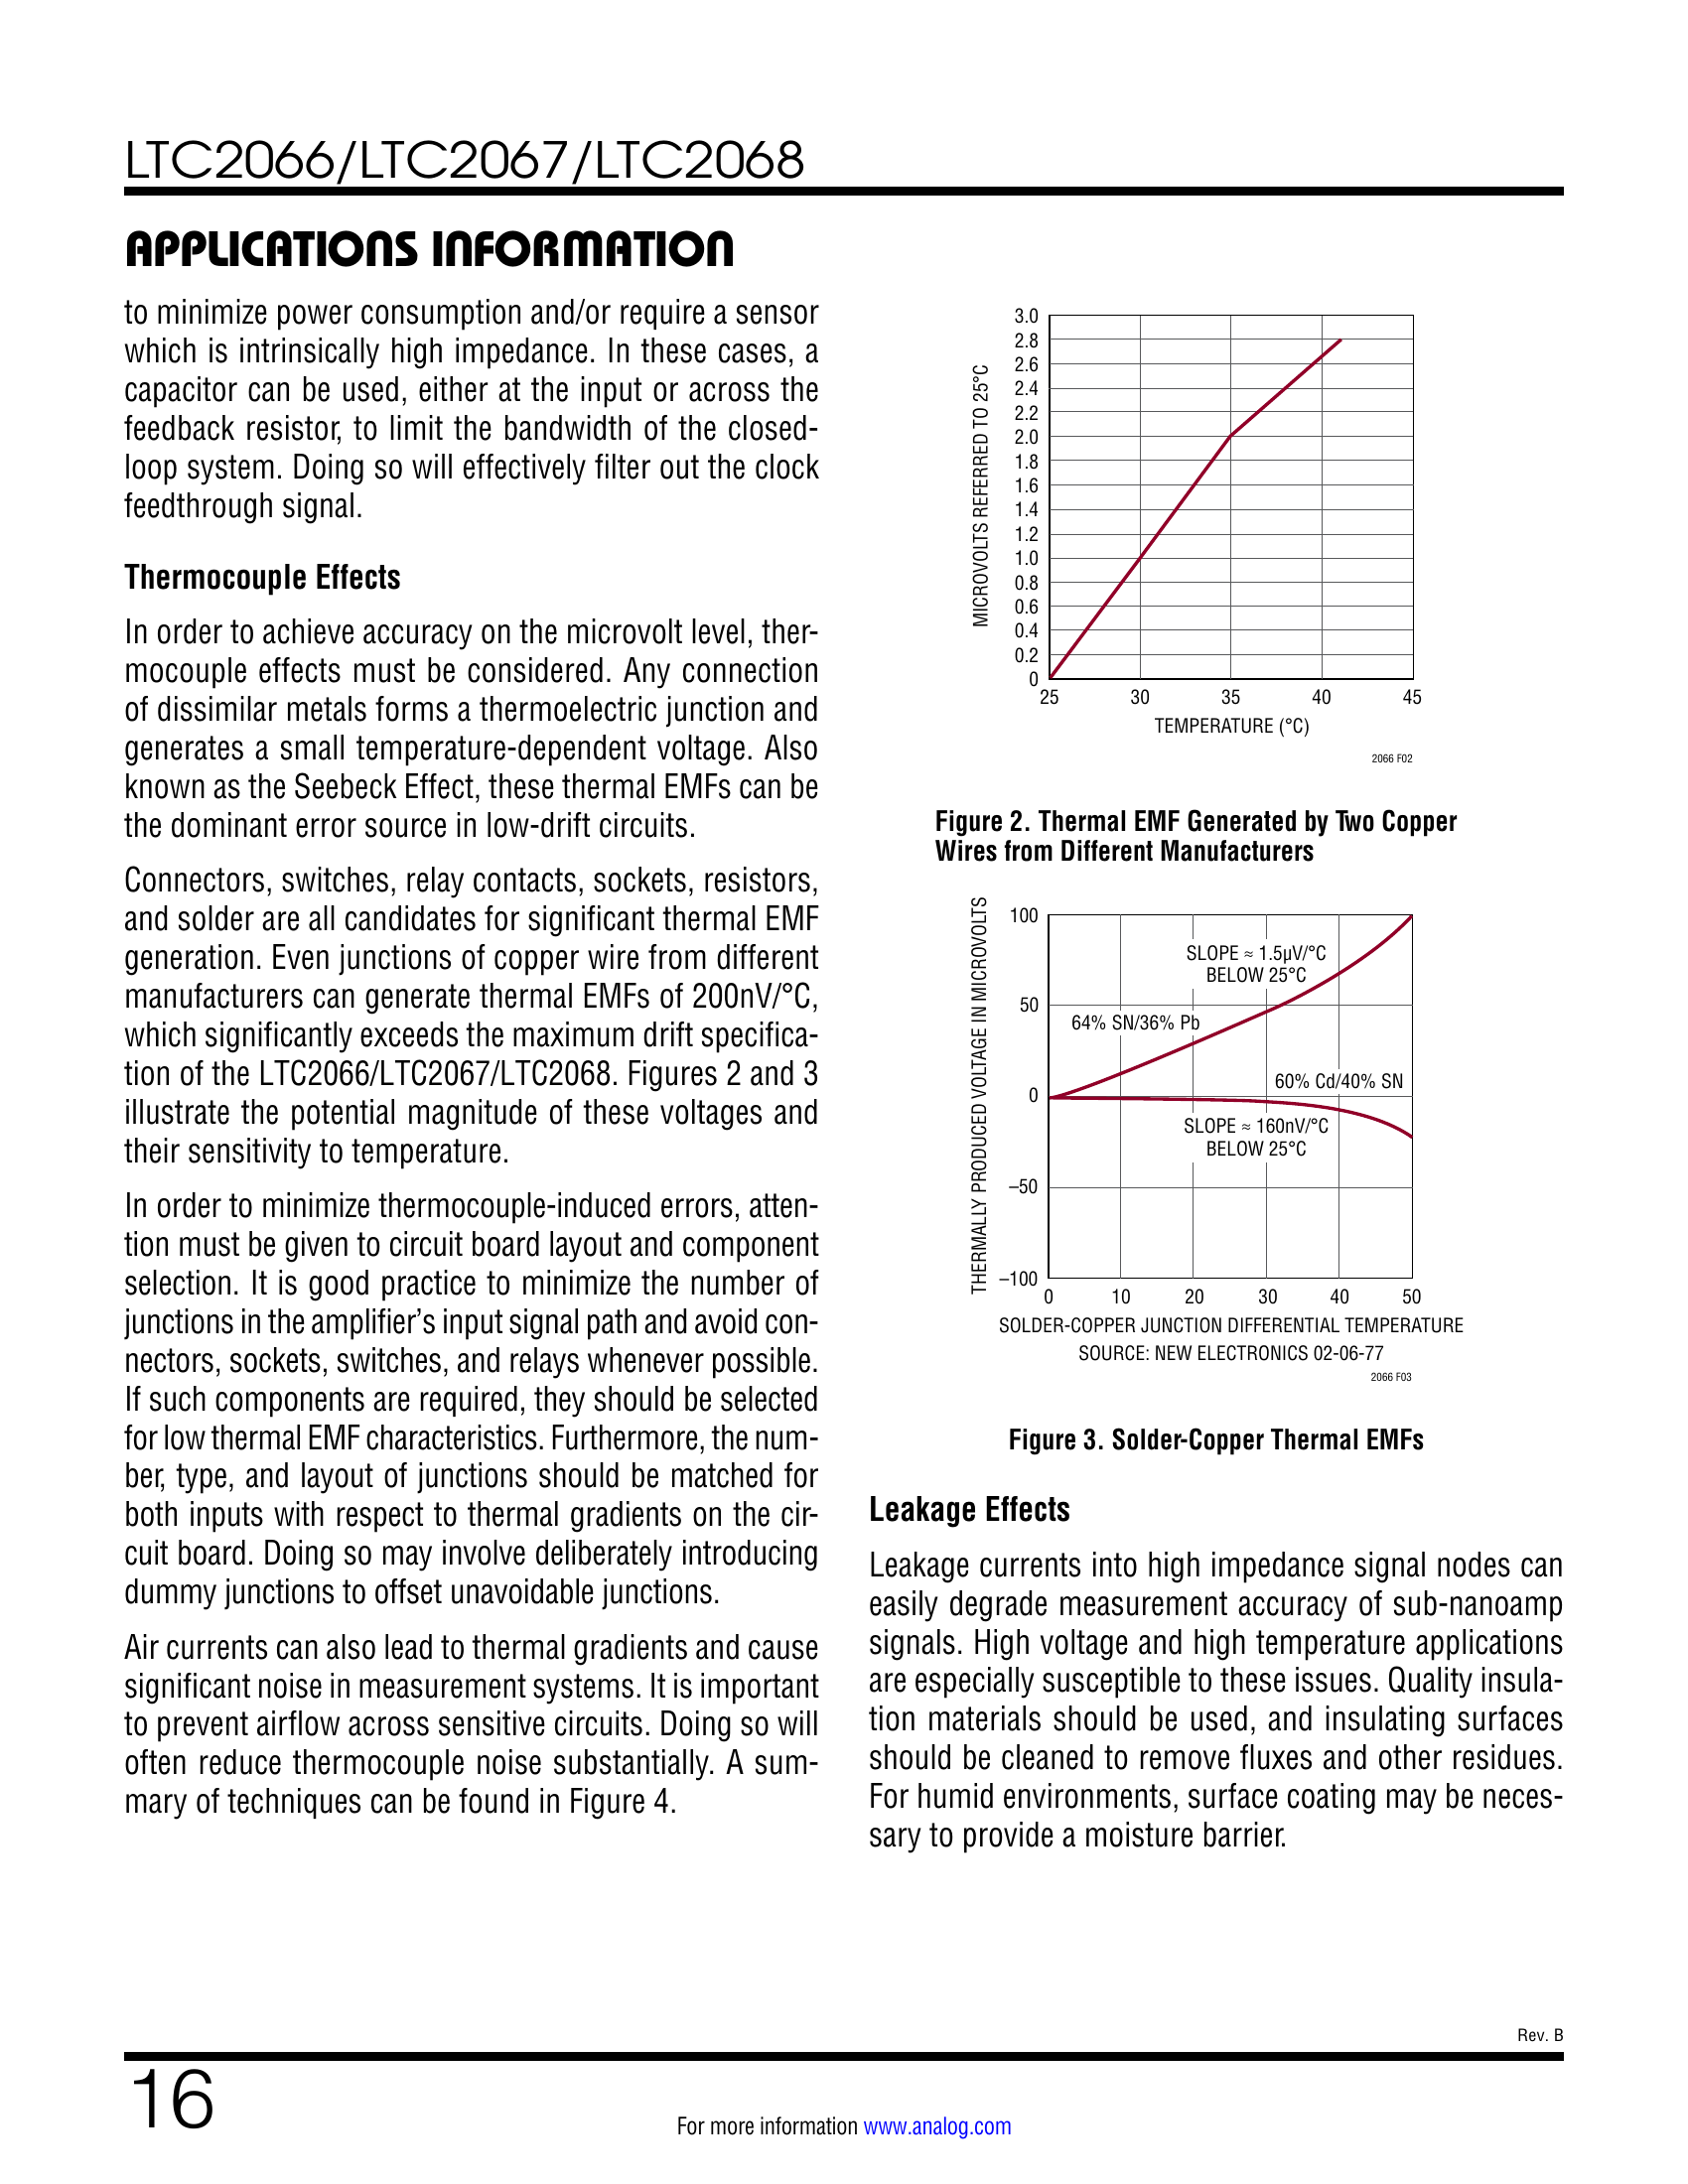 LTC2066/LTC2067/LTC2068
APPLICATIONS INFORMATION
to minimize power consumption and/or require a sensor
which is intrinsically high impedance. In these cases, a
capacitor can be used, either at the input or across the
feedback resistor, to limit the bandwidth of the closed-
loop system. Doing so will effectively filter out the clock
feedthrough signal.
Thermocouple Effects
In order to achieve accuracy on the microvolt level, ther-
mocouple effects must be considered. Any connection
of dissimilar metals forms a thermoelectric junction and
generates a small temperature-dependent voltage. Also
known as the Seebeck Effect, these thermal EMFs can be
the dominant error source in low-drift circuits.
Connectors, switches, relay contacts, sockets, resistors,
and solder are all candidates for significant thermal EMF
generation. Even junctions of copper wire from different
manufacturers can generate thermal EMFs of 200nV/°C,
which significantly exceeds the maximum drift specifica-
tion of the LTC2066/LTC2067/LTC2068. Figures 2 and 3
illustrate the potential magnitude of these voltages and
their sensitivity to temperature.
In order to minimize thermocouple-induced errors, atten-
tion must be given to circuit board layout and component
selection. It is good practice to minimize the number of
junctions in the amplifier's input signal path and avoid con-
nectors, sockets, switches, and relays whenever possible.
If such components are required, they should be selected
for low thermal EMF characteristics. Furthermore, the num-
ber, type, and layout of junctions should be matched for
both inputs with respect to thermal gradients on the cir-
cuit board. Doing so may involve deliberately introducing
dummy junctions to offset unavoidable junctions.
Air currents can also lead to thermal gradients and cause
significant noise in measurement systems. It is important
to prevent airflow across sensitive circuits. Doing so will
often reduce thermocouple noise substantially. A sum-
mary of techniques can be found in Figure 4.
MICROVOLTS REFERRED TO 25°C
3.0
2.8
2.6
2.4
2.2
2.0
1.8
1.6
1.4
1.2
1.0
0.8
0.6
0.4
0.2
0
25 30 35 40 45
TEMPERATURE (°C)
2066 F02
Figure 2. Thermal EMF Generated by Two Copper
Wires from Different Manufacturers
THERMALLY PRODUCED VOLTAGE IN MICROVOLTS
100
50
0
–50
–100
SLOPE ≈ 1.5µV/°C
BELOW 25°C
64% SN/36% Pb
60% Cd/40% SN
SLOPE ≈ 160nV/°C
BELOW 25°C
0 10 20 30 40 50
SOLDER-COPPER JUNCTION DIFFERENTIAL TEMPERATURE
SOURCE: NEW ELECTRONICS 02-06-77
2066 F03
Figure 3. Solder-Copper Thermal EMFs
Leakage Effects
Leakage currents into high impedance signal nodes can
easily degrade measurement accuracy of sub-nanoamp
signals. High voltage and high temperature applications
are especially susceptible to these issues. Quality insula-
tion materials should be used, and insulating surfaces
should be cleaned to remove fluxes and other residues.
For humid environments, surface coating may be neces-
sary to provide a moisture barrier.
Rev. B
16
For more information www.analog.com